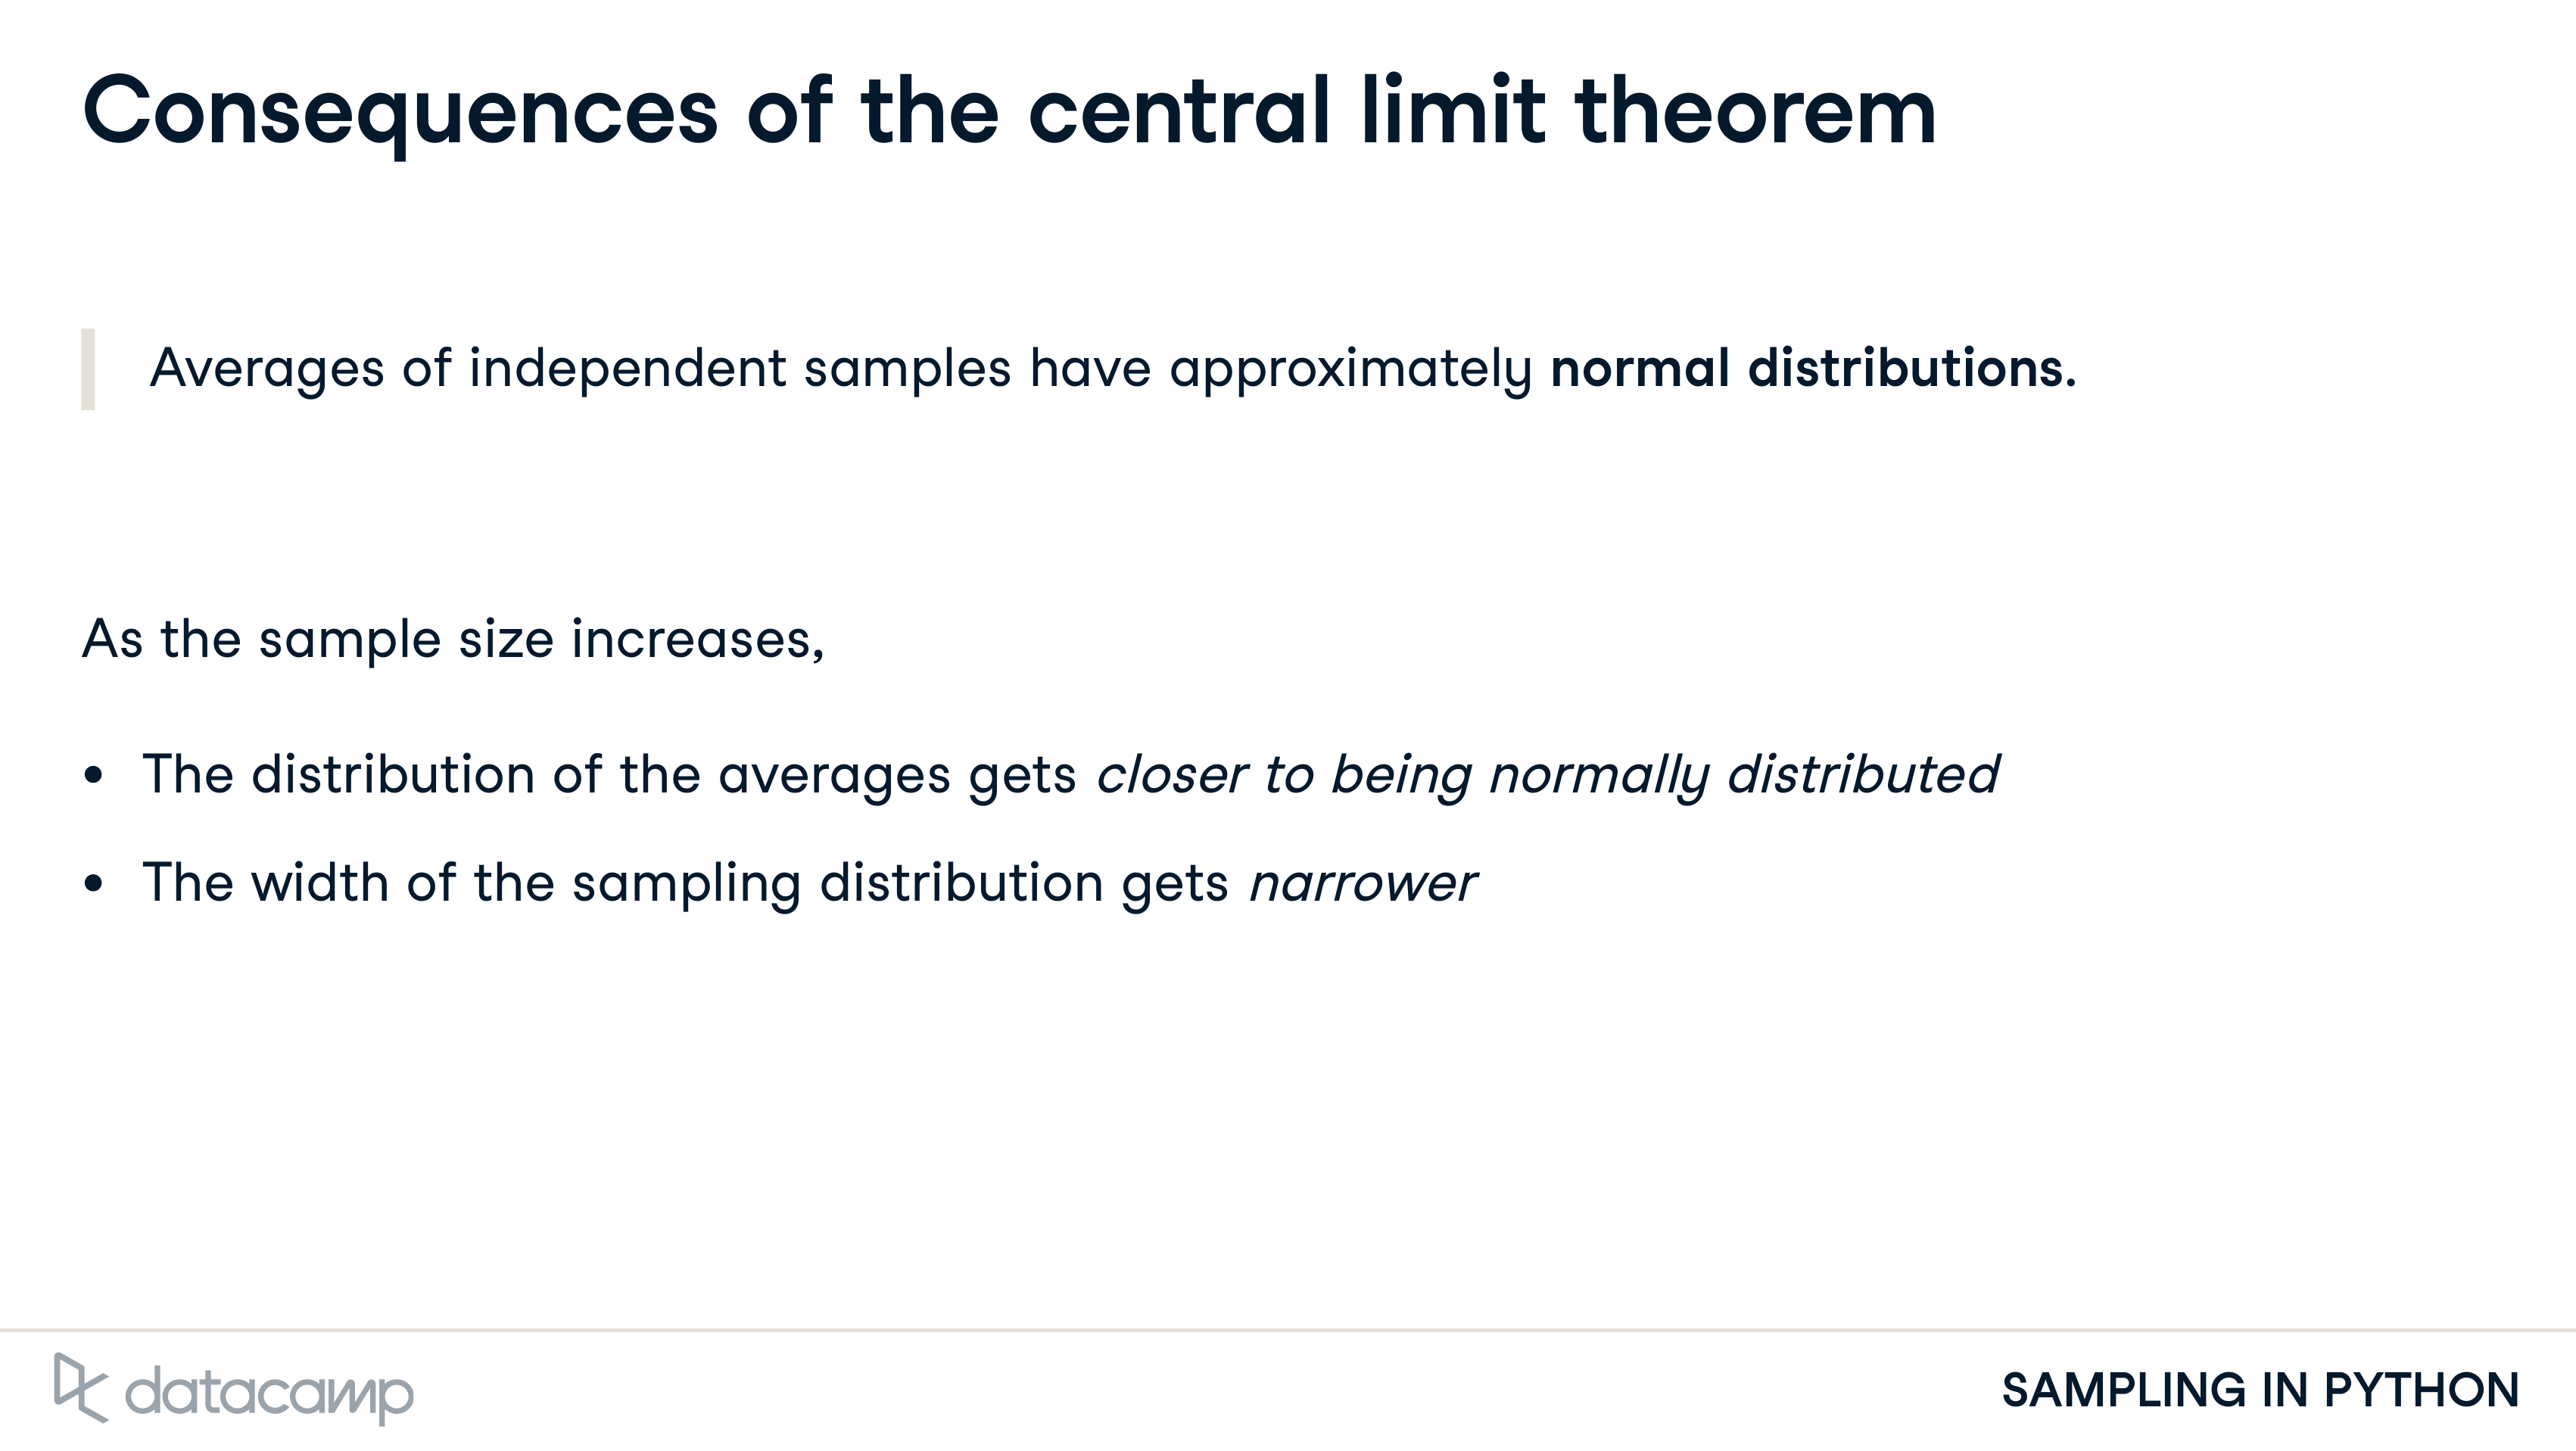 Consequences of the central limit theorem
Averages of independent samples have approximately normal distributions.
As the sample size increases,
• The distribution of the averages gets closer to being normally distributed
• The width of the sampling distribution gets narrower
datacamp
SAMPLING IN PYTHON